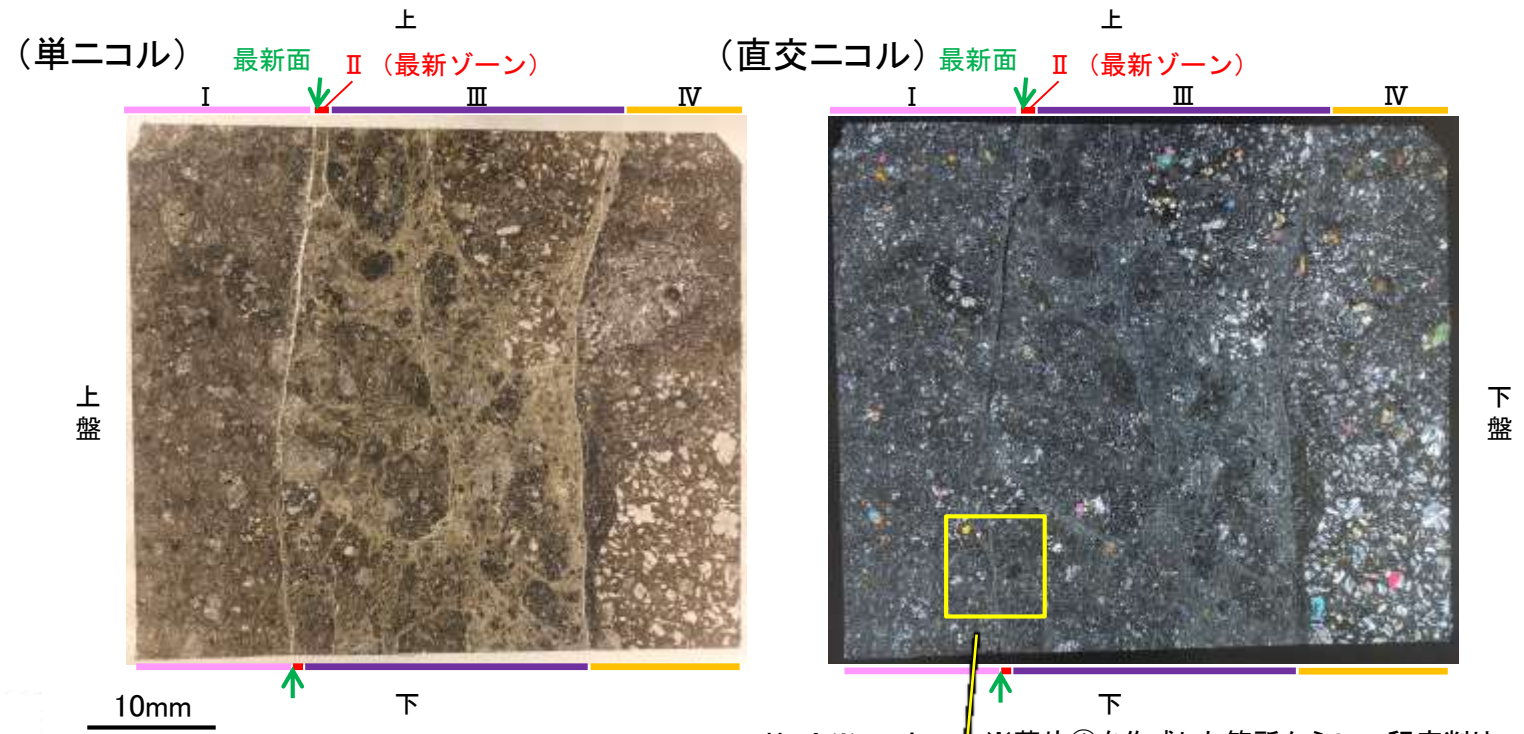 上
(単ニコル)
最新面
Ⅱ (最新ゾーン)
Ⅰ
Ⅲ
Ⅳ
上盤
下
10mm
上
(直交ニコル)
最新面
Ⅱ (最新ゾーン)
Ⅰ
Ⅲ
Ⅳ
下盤
下